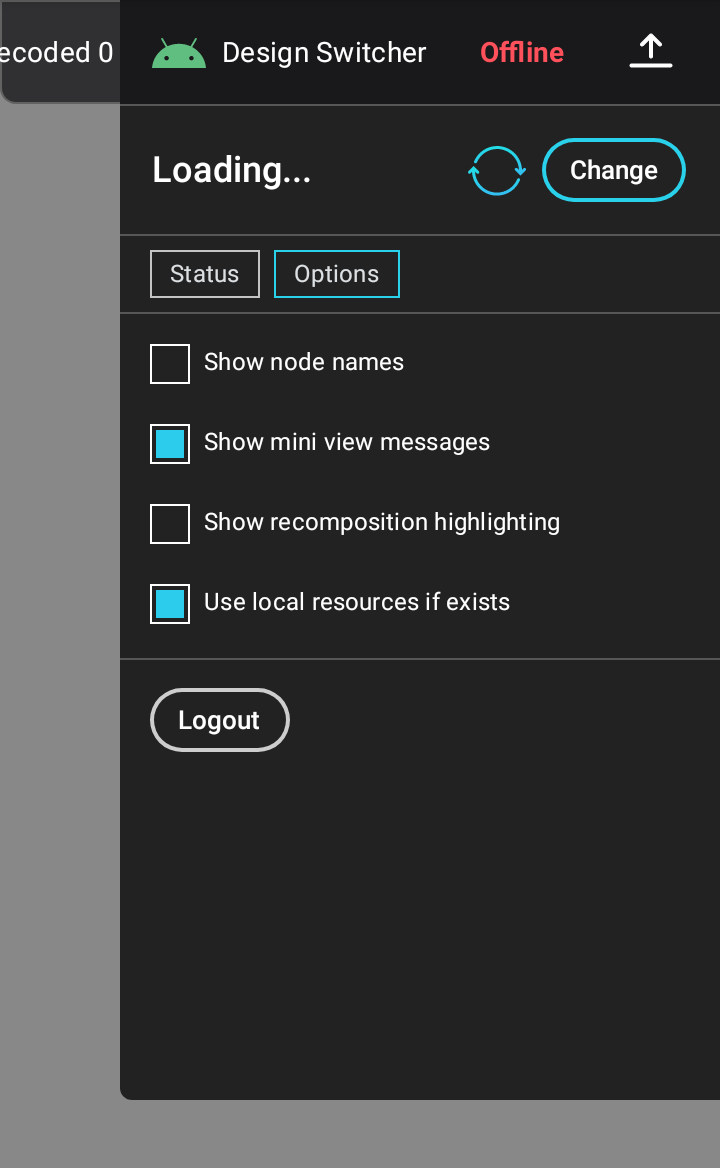 ecoded 0
Design Switcher
Offline
Loading...
Change
Status
Options
Show node names
Show mini view messages
Show recomposition highlighting
Use local resources if exists
Logout